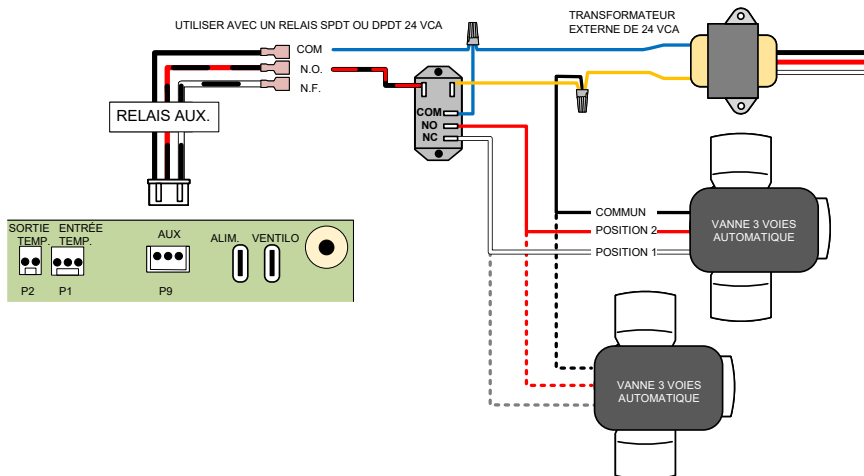 UTILISER AVEC UN RELAIS SPDT OU DPDT 24 VCA
TRANSFORMATEUR
EXTERNE DE 24 VCA
COM
N.O.
N.F.
RELAIS AUX.
COM
NO
NC
COMMUN
POSITION 2
POSITION 1
VANNE 3 VOIES
AUTOMATIQUE
SORTIE
TEMP.
ENTRÉE
TEMP.
AUX
ALIM.
VENTILO
P2
P1
P9
VANNE 3 VOIES
AUTOMATIQUE